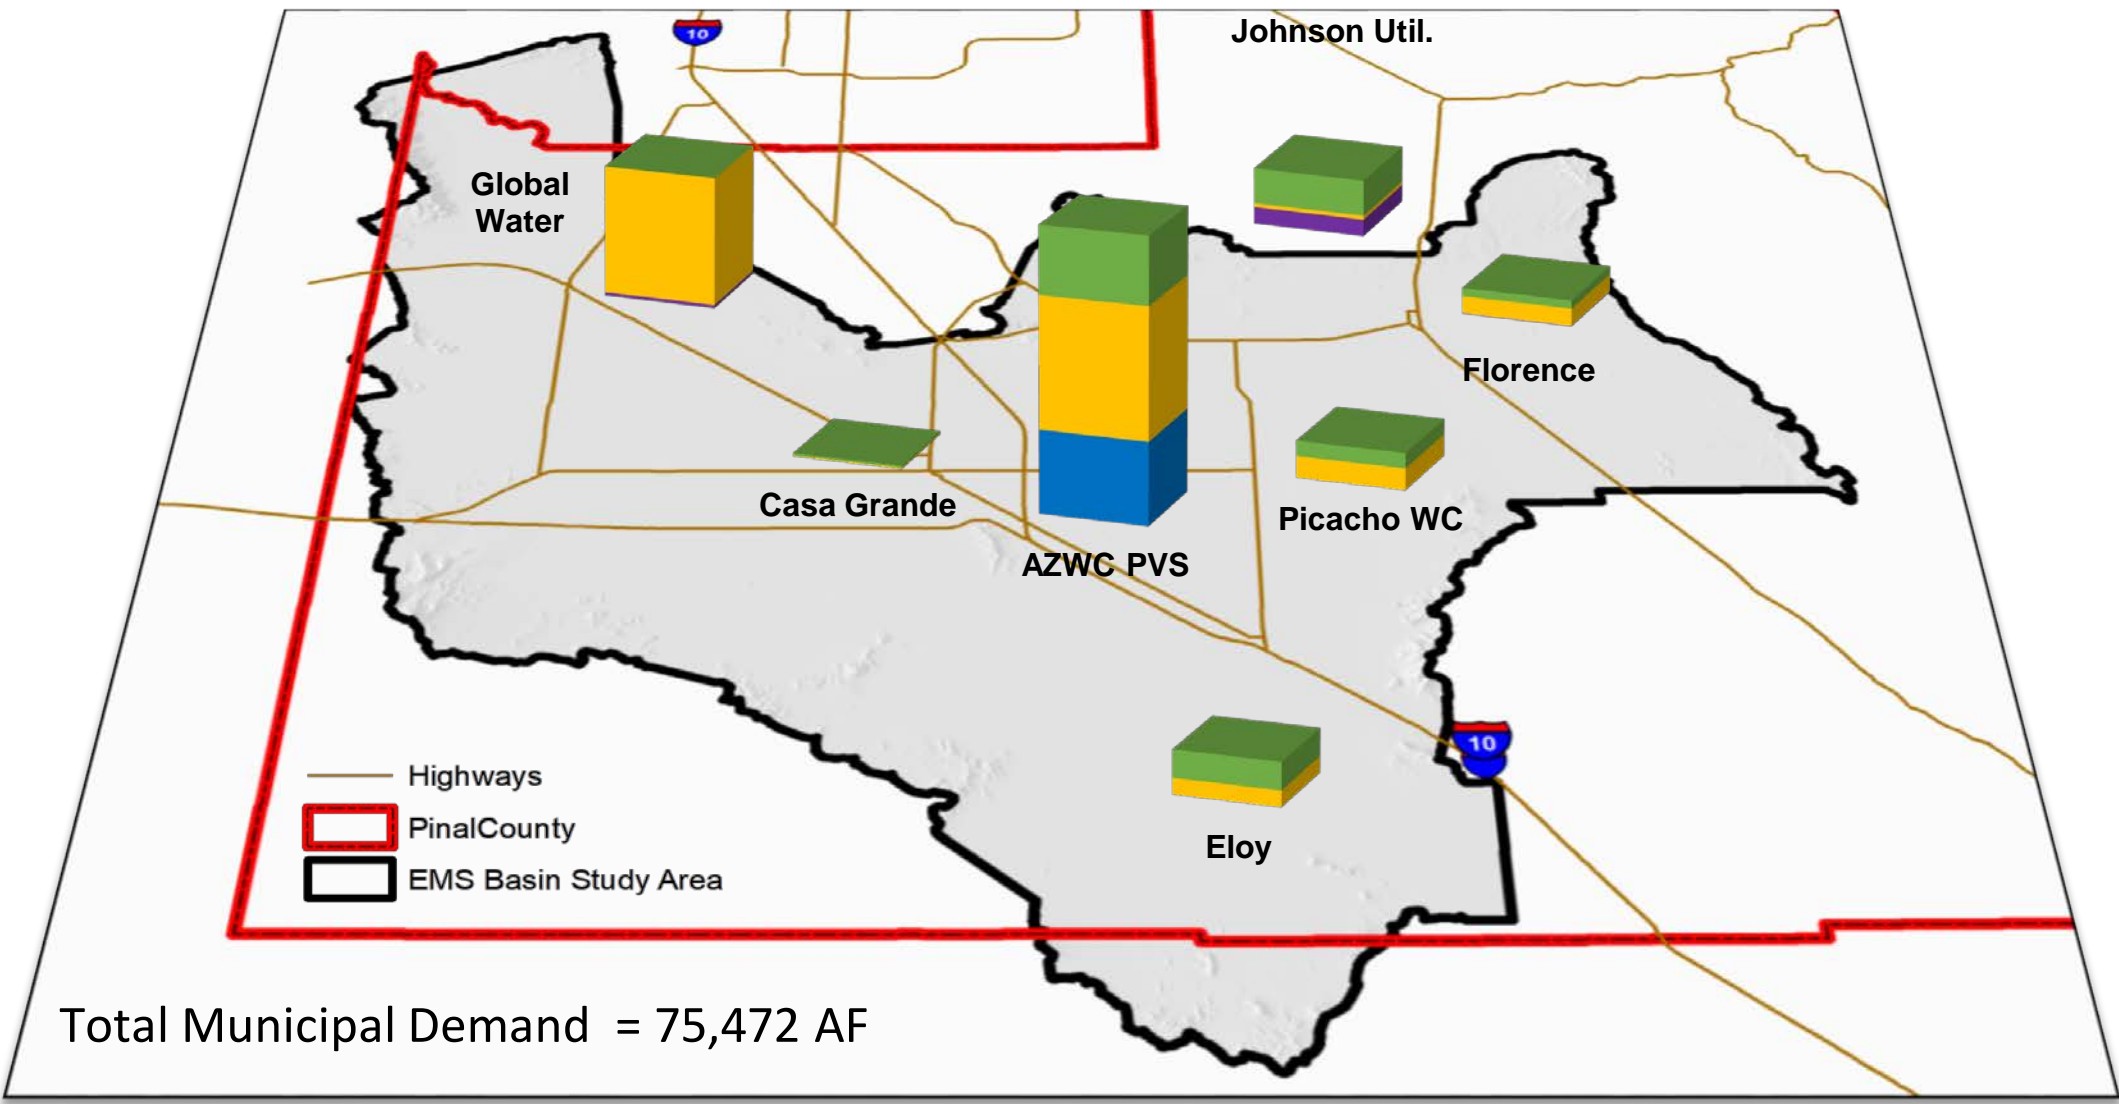 10
Johnson Util.
Global
Water
Florence
Casa Grande
Picacho WC
AZWC PVS
10
Highways
PinalCounty
EMS Basin Study Area
Eloy
Total Municipal Demand = 75,472 AF